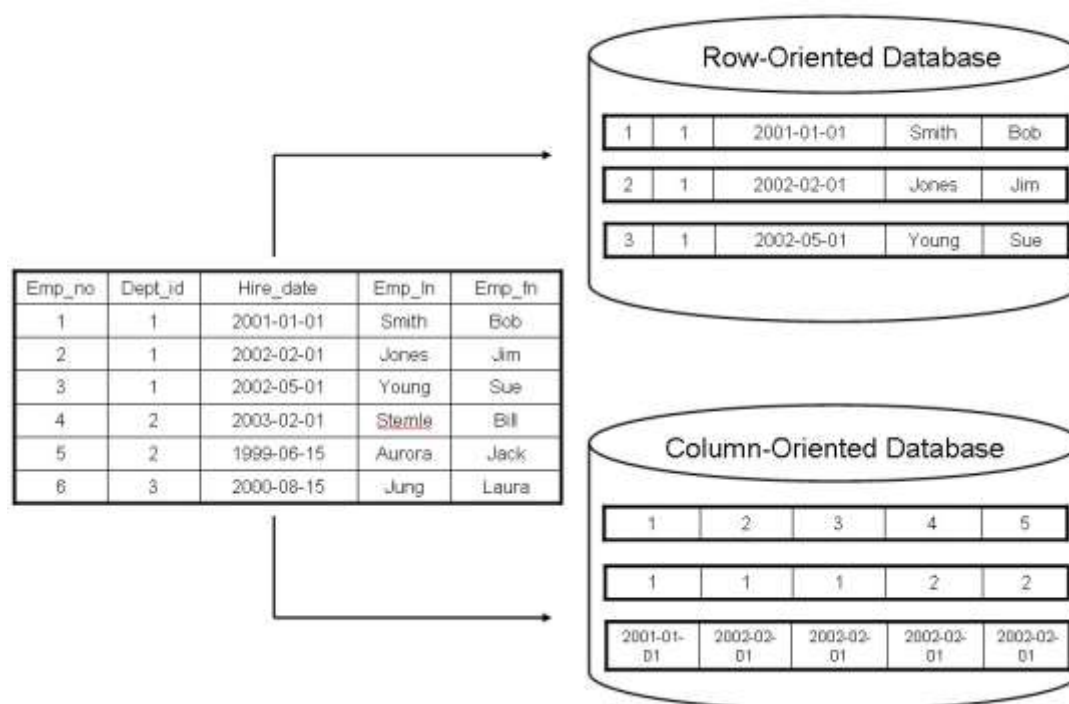 Row-Oriented Database
1 1 2001-01-01 Smith Bob
2 1 2002-02-01 Jones Jim
3 1 2002-05-01 Young Sue
Emp_no Dept_id Hire_date Emp_ln Emp_fn
1 1 2001-01-01 Smith Bob
2 1 2002-02-01 Jones Jim
3 1 2002-05-01 Young Sue
4 2 2003-02-01 Stemle Bill
5 2 1999-06-15 Aurora Jack
6 3 2000-08-15 Jung Laura
Column-Oriented Database
1 2 3 4 5
1 1 1 2 2
2001-01- 2002-02- 2002-02- 2002-02- 2002-02-
01 01 01 01 01